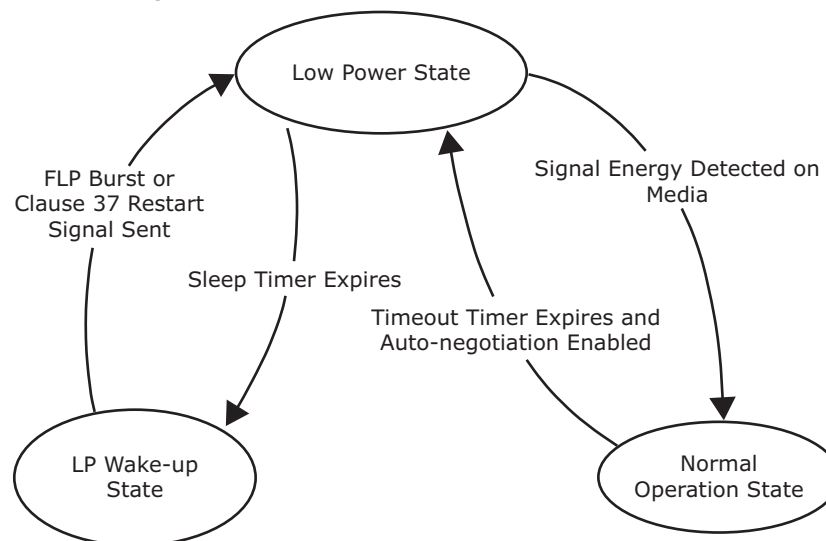 Low Power State
FLP Burst or
Clause 37 Restart
Signal Sent
Signal Energy Detected on
Media
Sleep Timer Expires
Timeout Timer Expires and
Auto-negotiation Enabled
LP Wake-up
State
Normal
Operation State